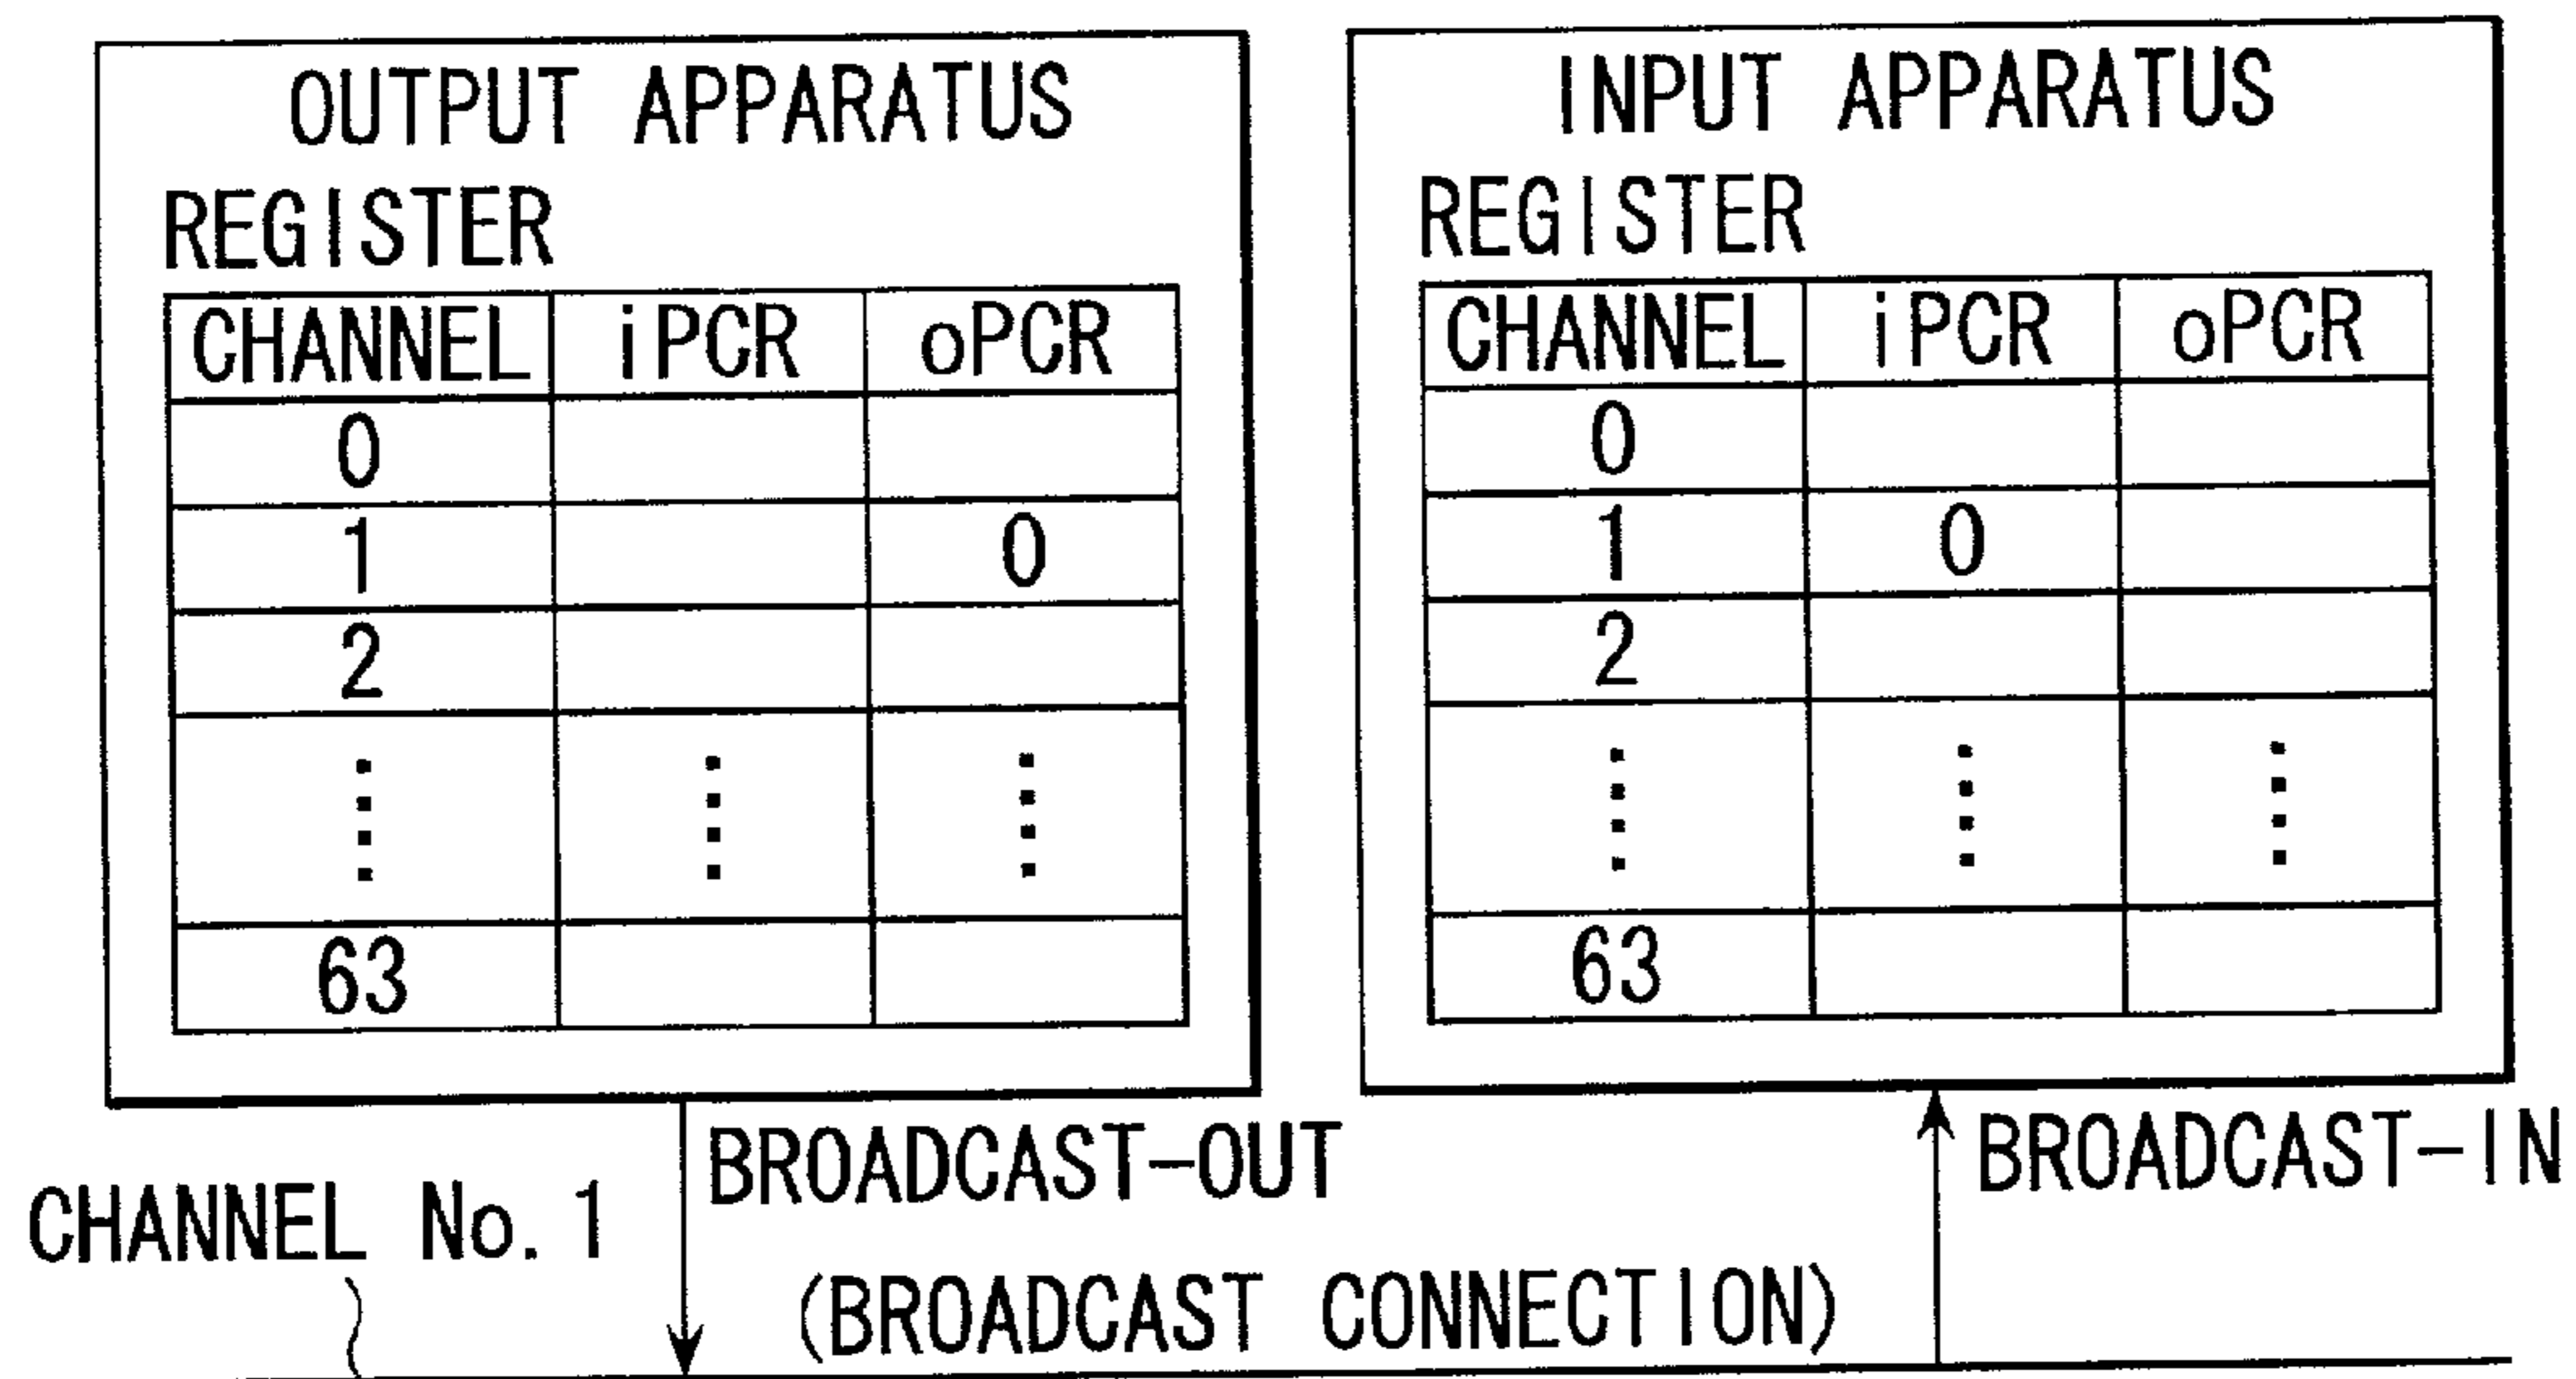 OUTPUT APPARATUS
REGISTER
CHANNEL iPCR oPCR
0
1 0
2
63
INPUT APPARATUS
REGISTER
CHANNEL iPCR oPCR
0
1 0
2
63
BROADCAST-OUT
BROADCAST-IN
CHANNEL No. 1
(BROADCAST CONNECTION)